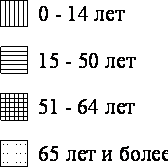 0 - 14 лет
15 - 50 лет
51 - 64 лет
65 лет и более